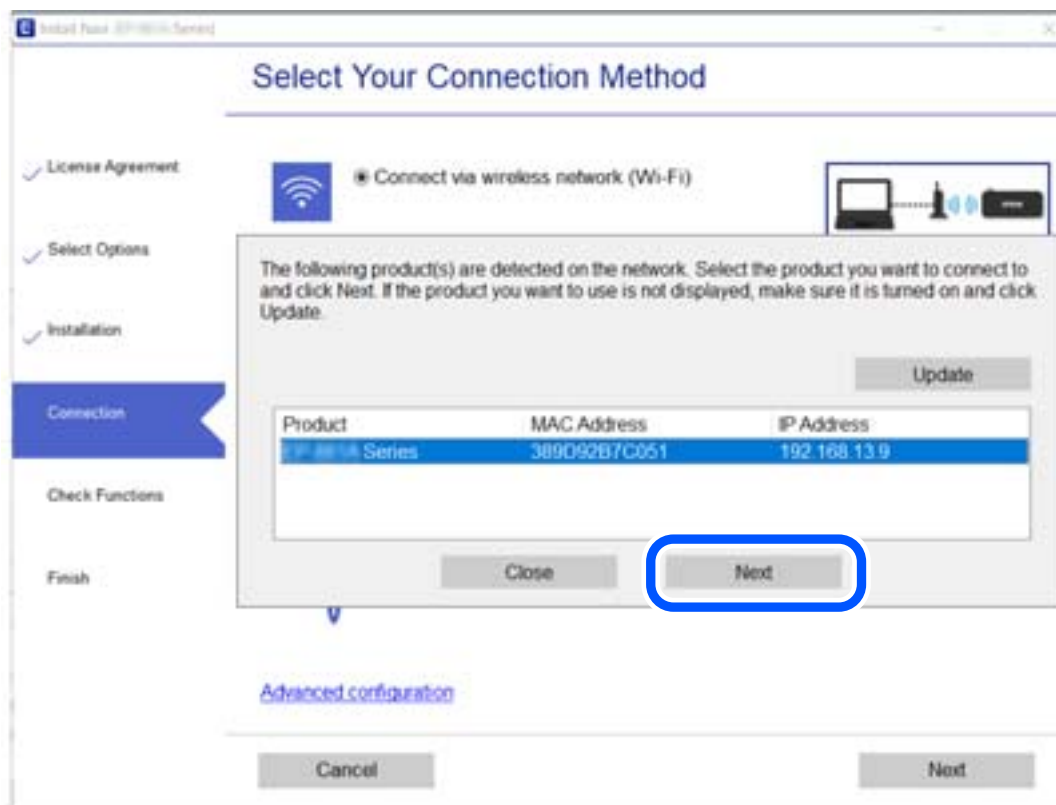 Install Navi
Series]
Select Your Connection Method
License Agreement
Connect via wireless network (Wi-Fi)
Select Options
The following product(s) are detected on the network. Select the product you want to connect to
and click Next. If the product you want to use is not displayed, make sure it is turned on and click
Update.
Installation
Update
Connection
Product MAC Address IP Address
Series 389D92B7C051 192.168.13.9
Check Functions
Close Next
Finish
Advanced configuration
Cancel Next